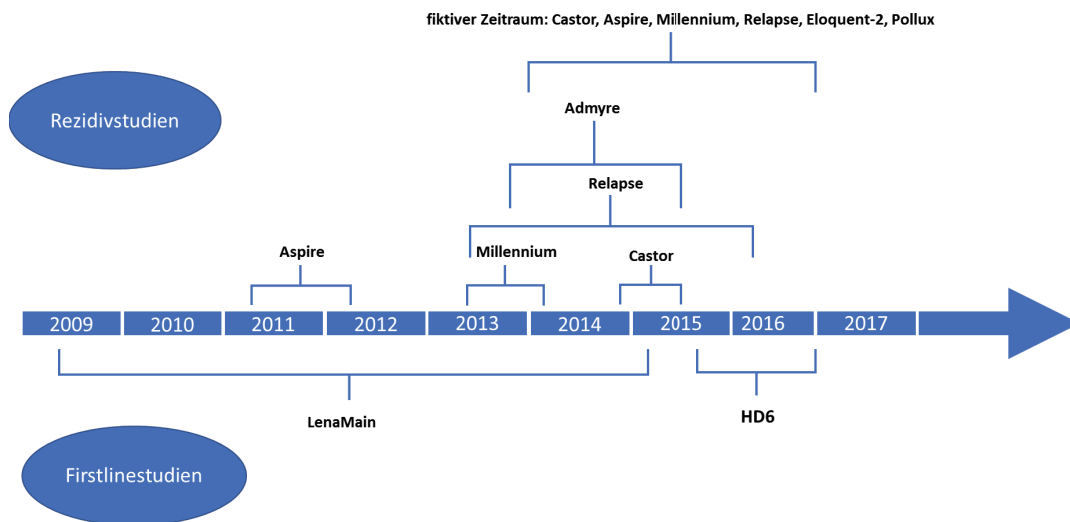 fiktiver Zeitraum: Castor, Aspire, Millennium, Relapse, Eloquent-2, Pollux
Rezidivstudien
Admyre
Relapse
Aspire
Millennium
Castor
2009 2010 2011 2012 2013 2014 2015 2016 2017
LenaMain
HD6
Firstlinestudien